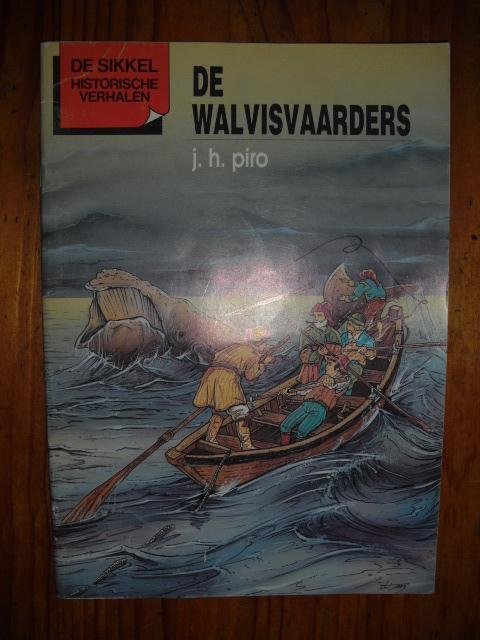 DE SIKKEL
HISTORISCHE
VERHALEN
DE
WALVISVAARDERS
j. h. piro